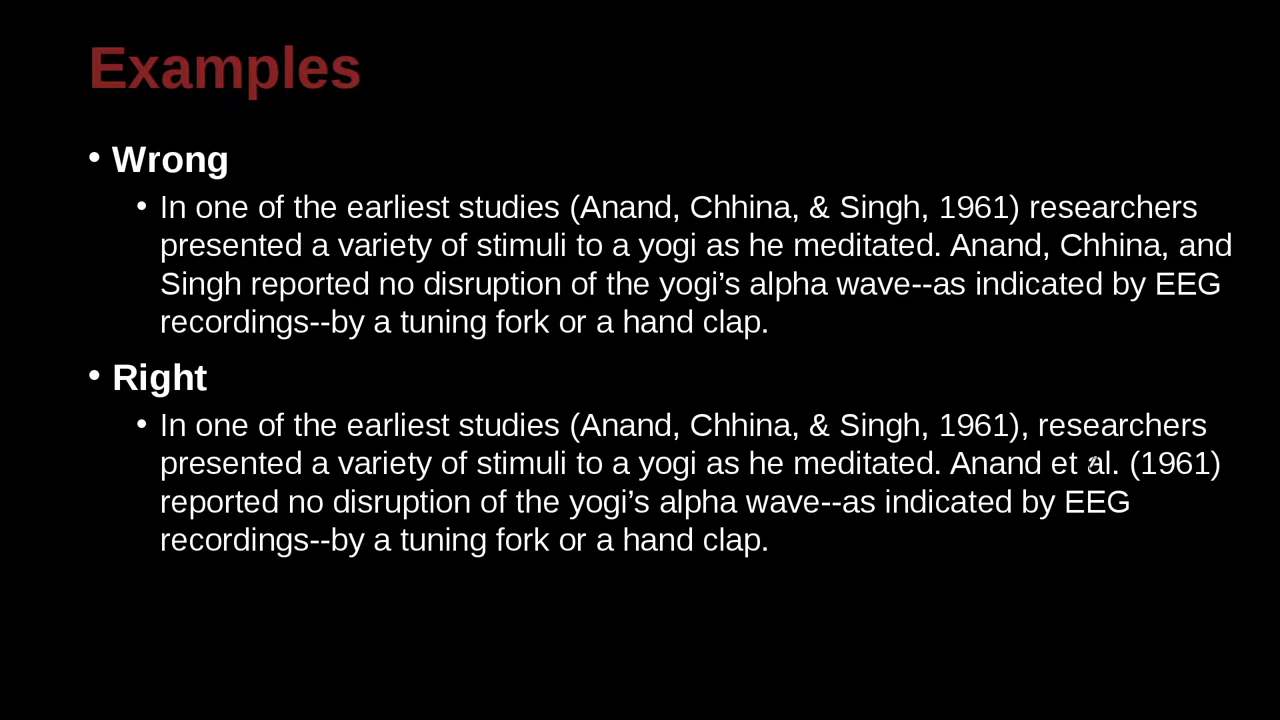 Examples
• Wrong
• In one of the earliest studies (Anand, Chhina, & Singh, 1961) researchers
presented a variety of stimuli to a yogi as he meditated. Anand, Chhina, and
Singh reported no disruption of the yogi’s alpha wave--as indicated by EEG
recordings--by a tuning fork or a hand clap.
• Right
• In one of the earliest studies (Anand, Chhina, & Singh, 1961), researchers
presented a variety of stimuli to a yogi as he meditated. Anand et al. (1961)
reported no disruption of the yogi’s alpha wave--as indicated by EEG
recordings--by a tuning fork or a hand clap.